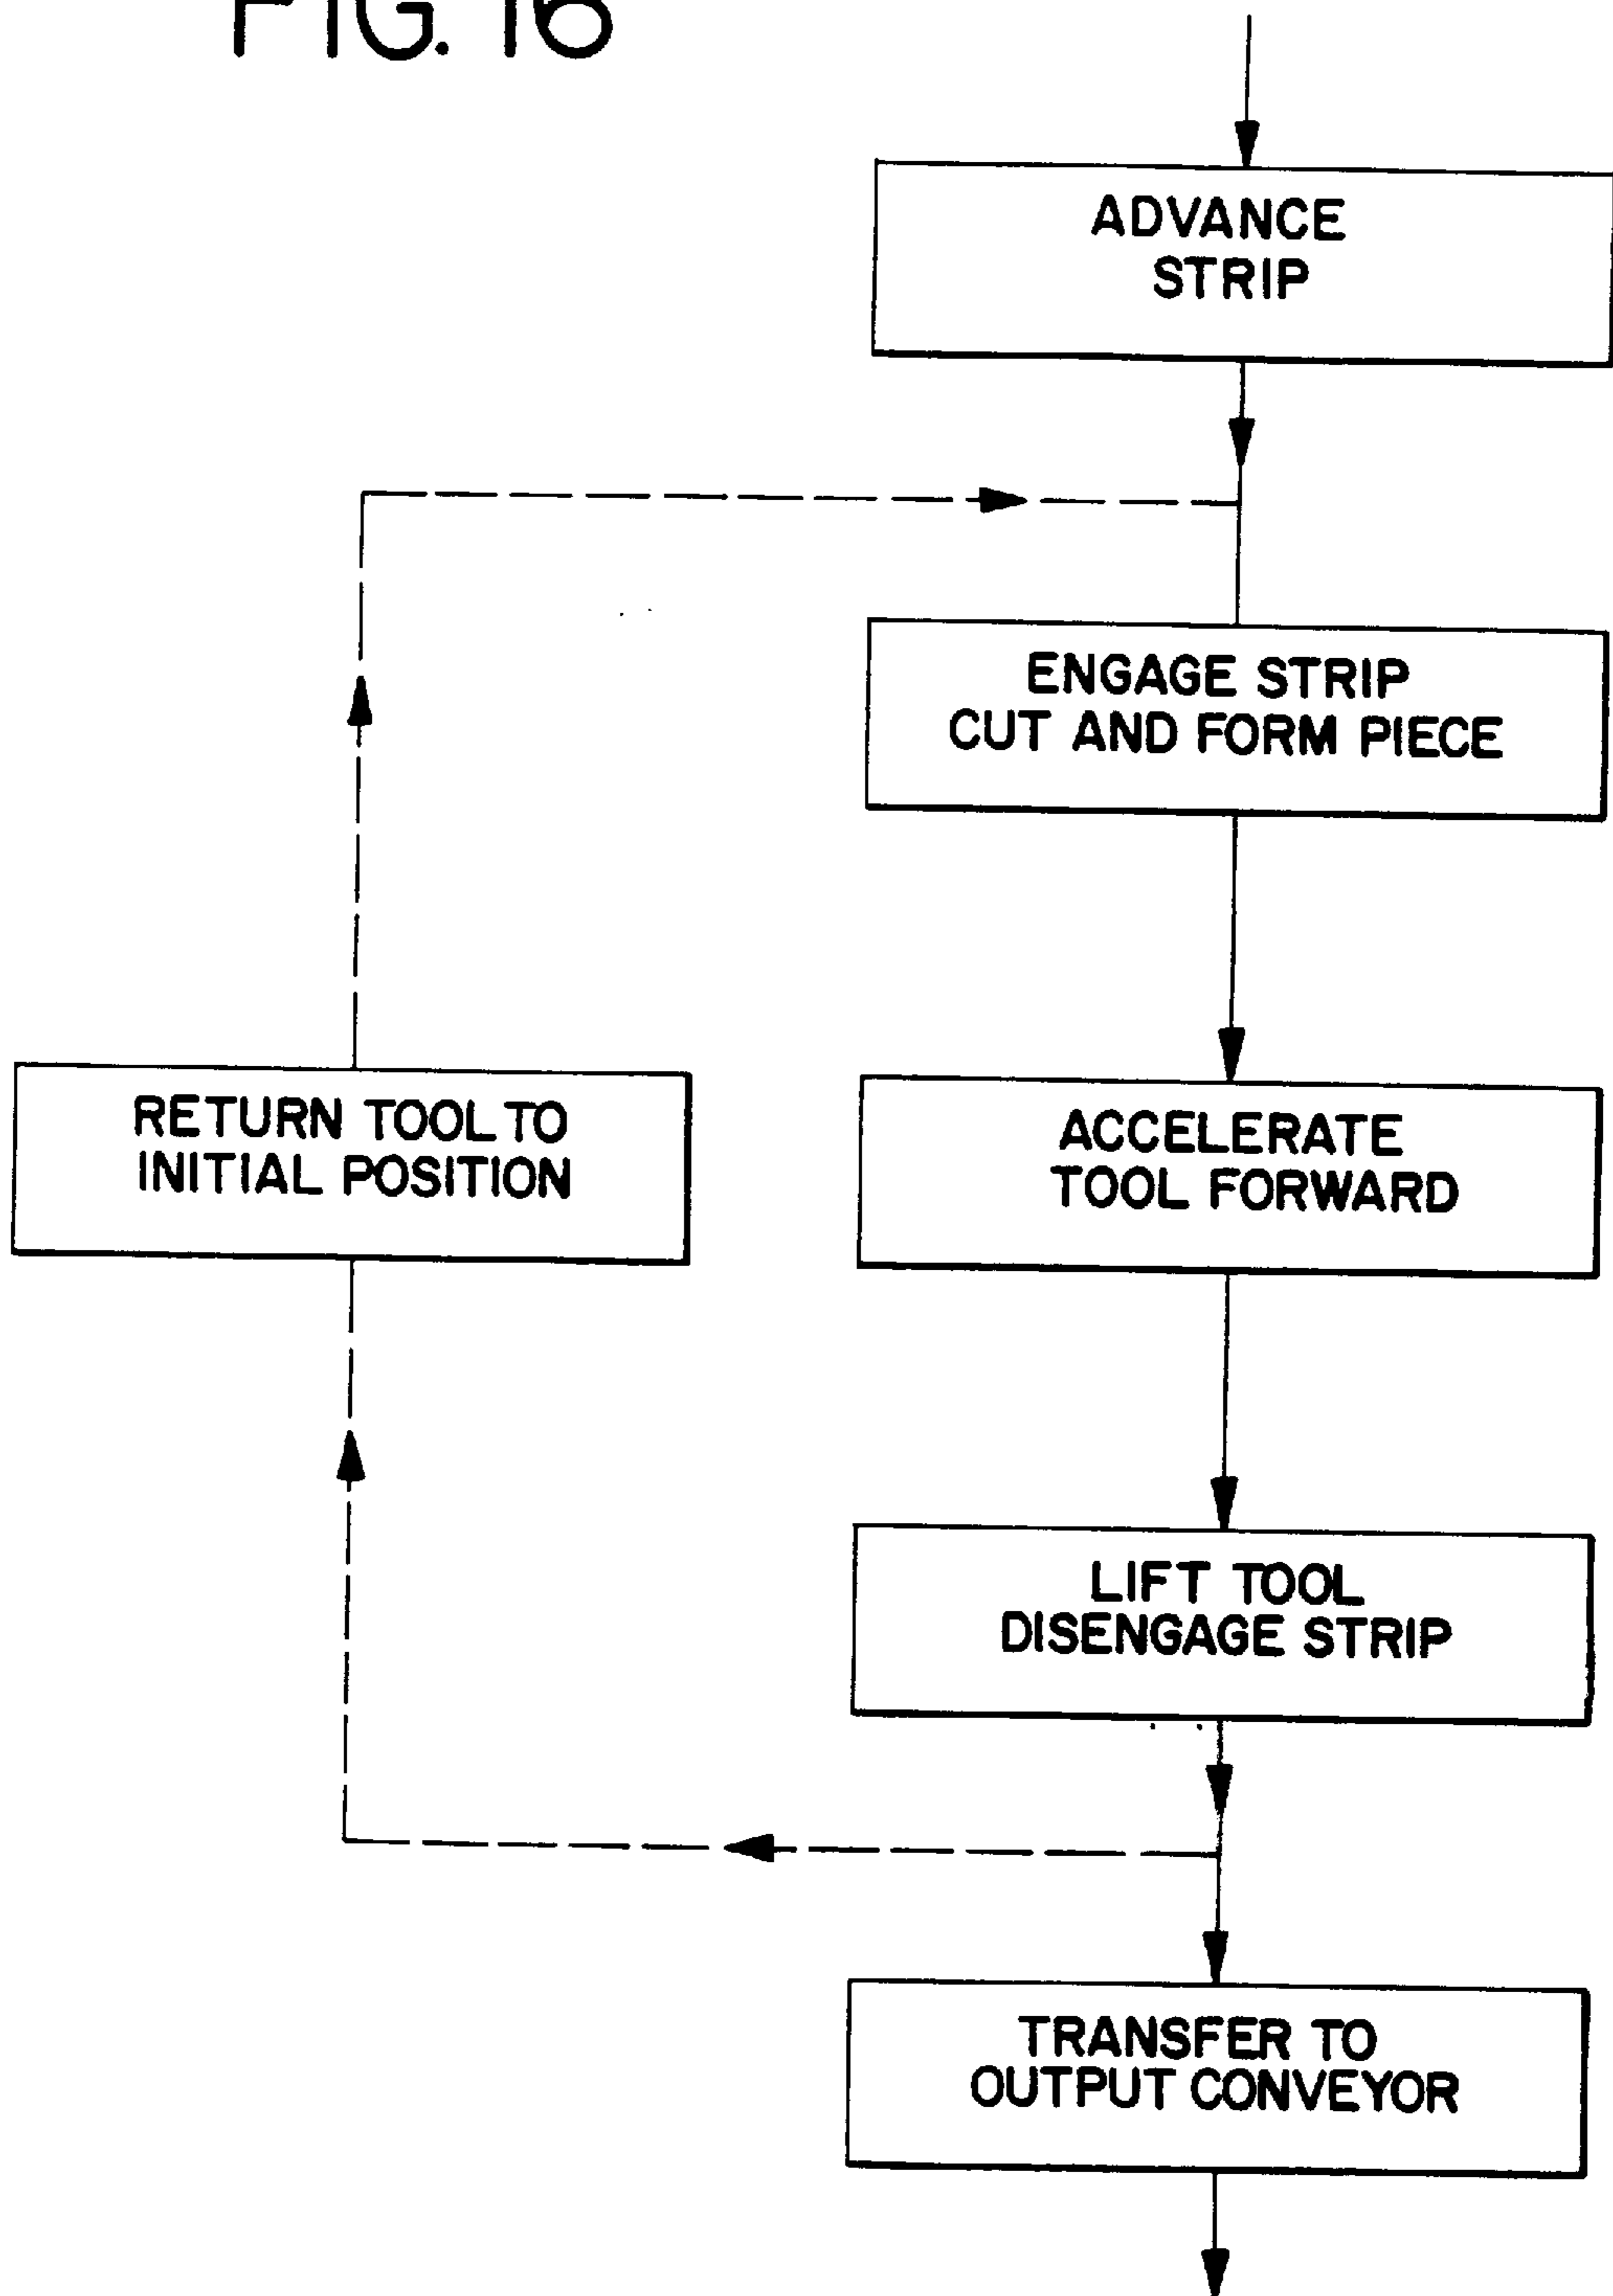 FIG. 16
ADVANCE
STRIP
ENGAGE STRIP
CUT AND FORM PIECE
RETURN TOOL TO
INITIAL POSITION
ACCELERATE
TOOL FORWARD
LIFT TOOL
DISENGAGE STRIP
TRANSFER TO
OUTPUT CONVEYOR